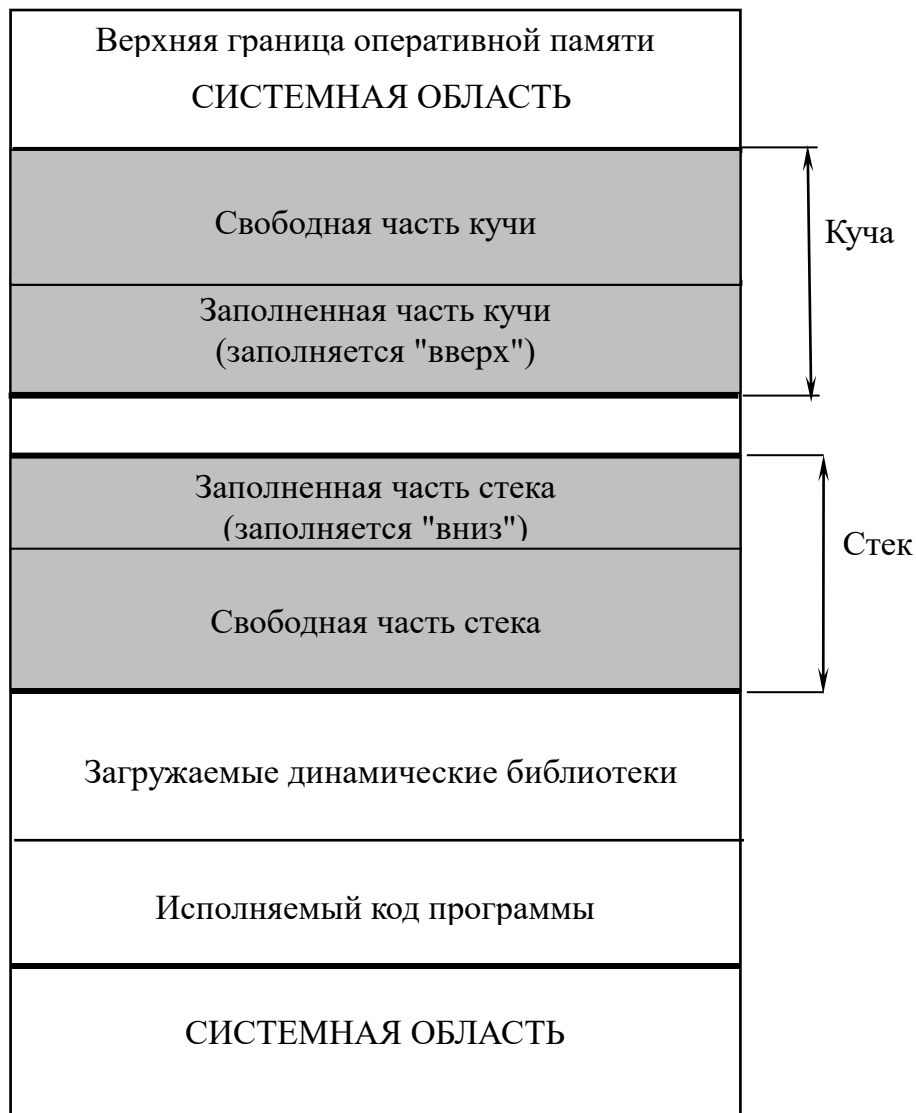 Верхняя граница оперативной памяти
СИСТЕМНАЯ ОБЛАСТЬ
Свободная часть кучи
Куча
Заполненная часть кучи
(заполняется "вверх")
Заполненная часть стека
(заполняется "вниз")
Стек
Свободная часть стека
Загружаемые динамические библиотеки
Исполняемый код программы
СИСТЕМНАЯ ОБЛАСТЬ